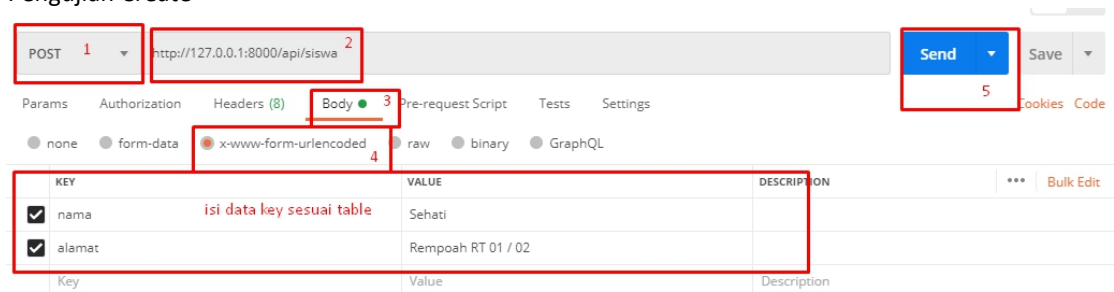 Pengujian Create
POST 1 http://127.0.0.1:8000/api/siswa 2 Send Save
5
Params Authorization Headers (8) Body 3 Pre-request Script Tests Settings Cookies Code
none form-data x-www-form-urlencoded raw binary GraphQL
4
KEY VALUE DESCRIPTION ••• Bulk Edit
nama isi data key sesuai table Sehati
alamat Rempoah RT 01 / 02
Key Value Description